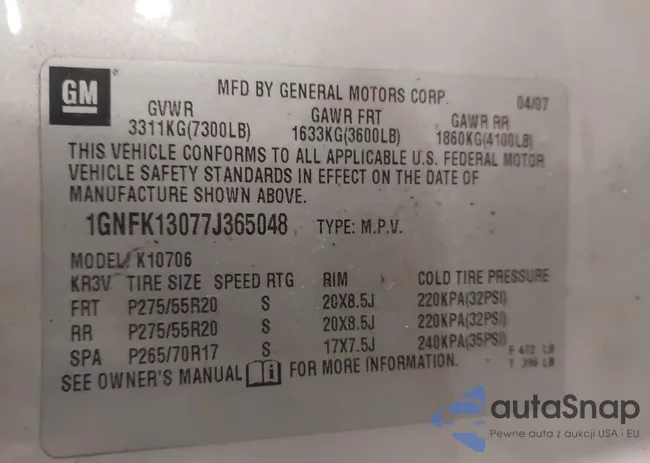 GM
MFD BY GENERAL MOTORS CORP. 04/07
GVWR GAWR FRT GAWR RR
3311KG(7300LB) 1633KG(3600LB) 1860KG(4100LB)
THIS VEHICLE CONFORMS TO ALL APPLICABLE U.S. FEDERAL MOTOR
VEHICLE SAFETY STANDARDS IN EFFECT ON THE DATE OF
MANUFACTURE SHOWN ABOVE.
1GNFK13077J365048 TYPE: M.P.V.
MODEL: K10706
KR3V TIRE SIZE SPEED RTG RIM COLD TIRE PRESSURE
FRT P275/55R20 S 20X8.5J 220KPA(32PSI)
RR P275/55R20 S 20X8.5J 220KPA(32PSI)
SPA P265/70R17 S 17X7.5J 240KPA(35PSI)
F 472 LB
T 396 LB
SEE OWNER'S MANUAL i FOR MORE INFORMATION.
autaSnap
Pewne auta z aukcji USA i EU